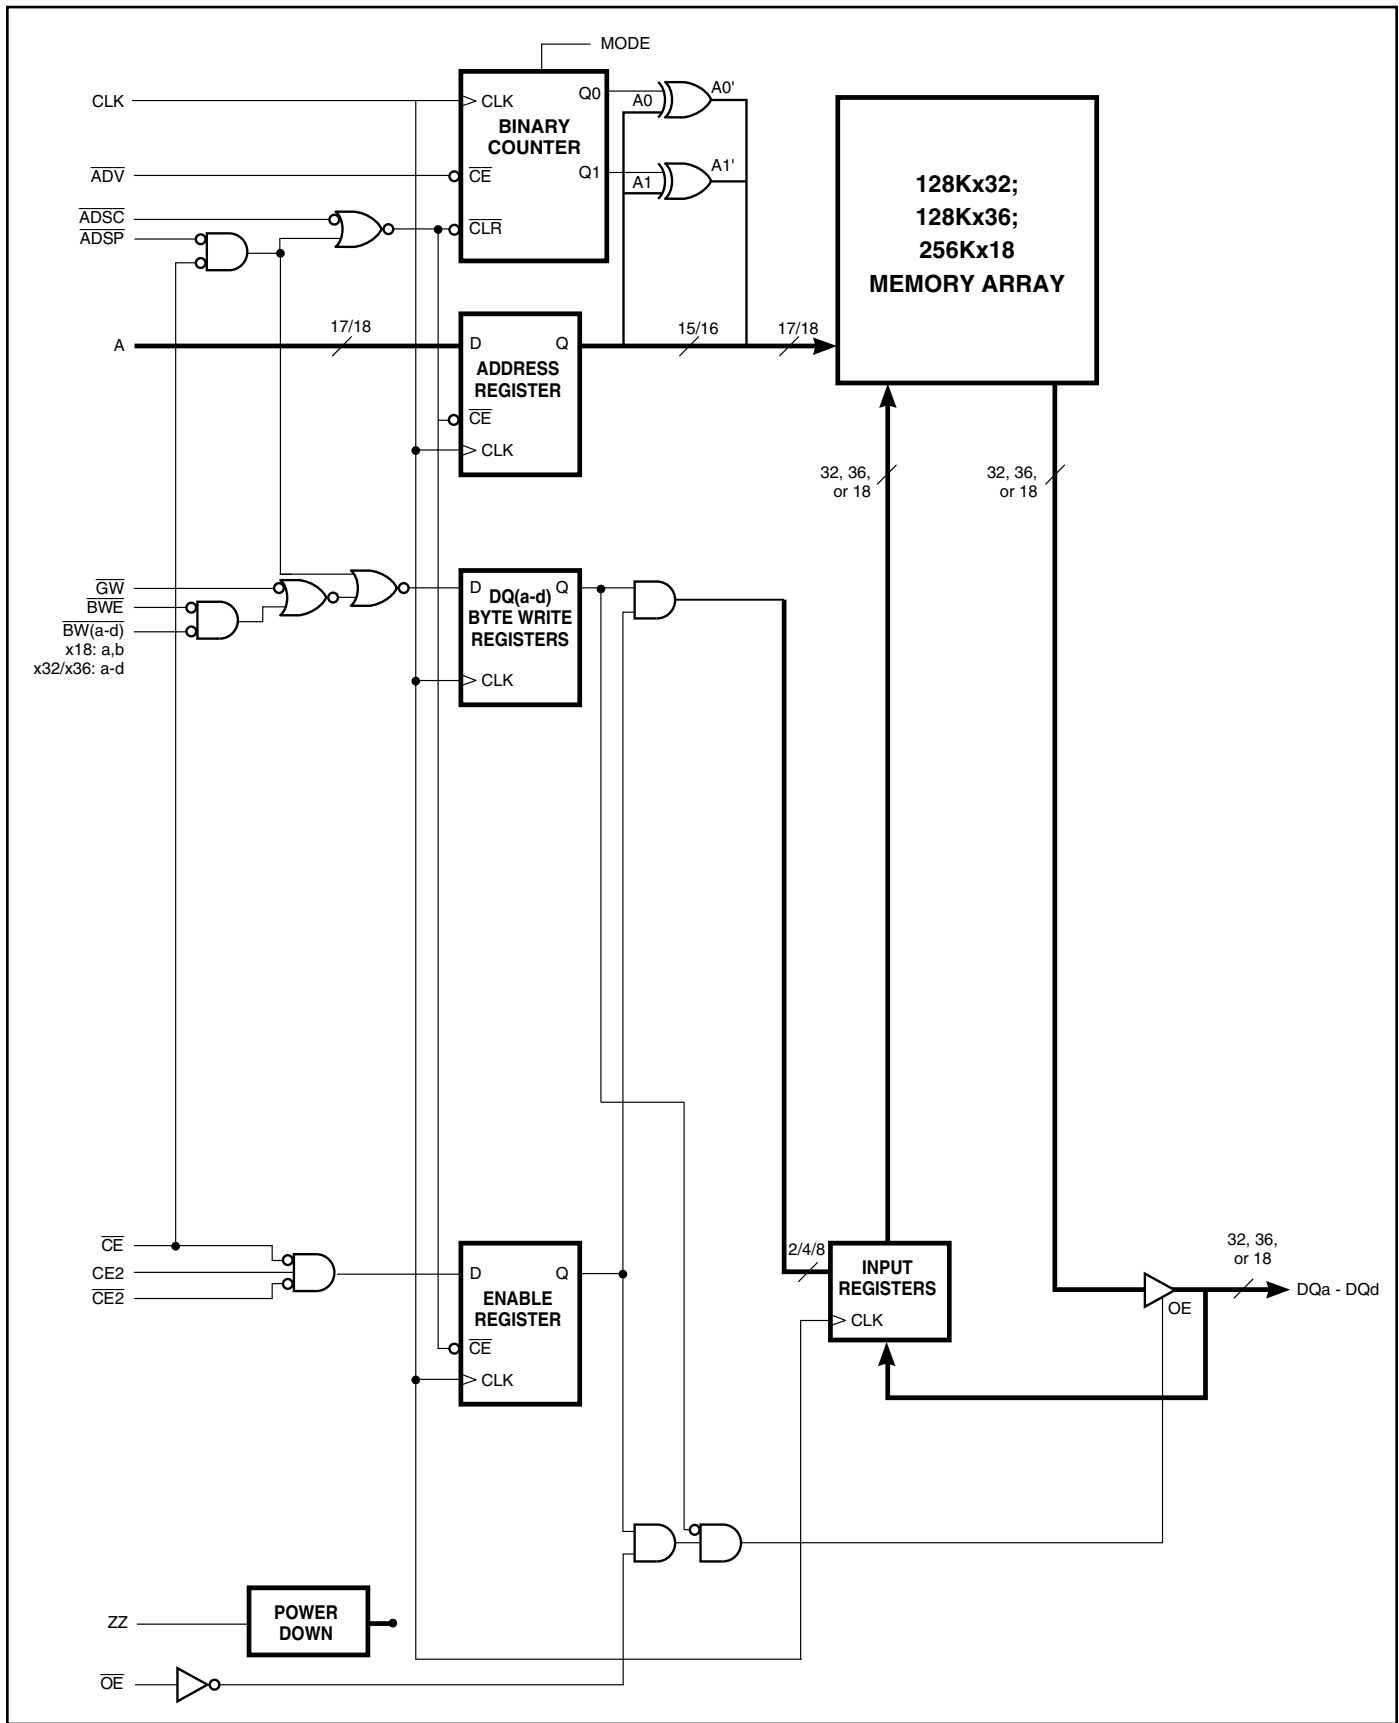 MODE
CLK
CLK
Q0
A0
A0'
BINARY
COUNTER
ADV
CE
Q1
A1
A1'
ADSC
ADSP
CLR
128Kx32;
128Kx36;
256Kx18
MEMORY ARRAY
A
17/18
D
Q
15/16
17/18
ADDRESS
REGISTER
CE
CLK
32, 36,
or 18
32, 36,
or 18
GW
BWE
BW(a-d)
x18: a,b
x32/x36: a-d
D
Q
DQ(a-d)
BYTE WRITE
REGISTERS
CLK
CE
CE2
CE2
D
Q
ENABLE
REGISTER
CE
CLK
2/4/8
INPUT
REGISTERS
CLK
32, 36,
or 18
OE
DQa - DQd
ZZ
POWER
DOWN
OE